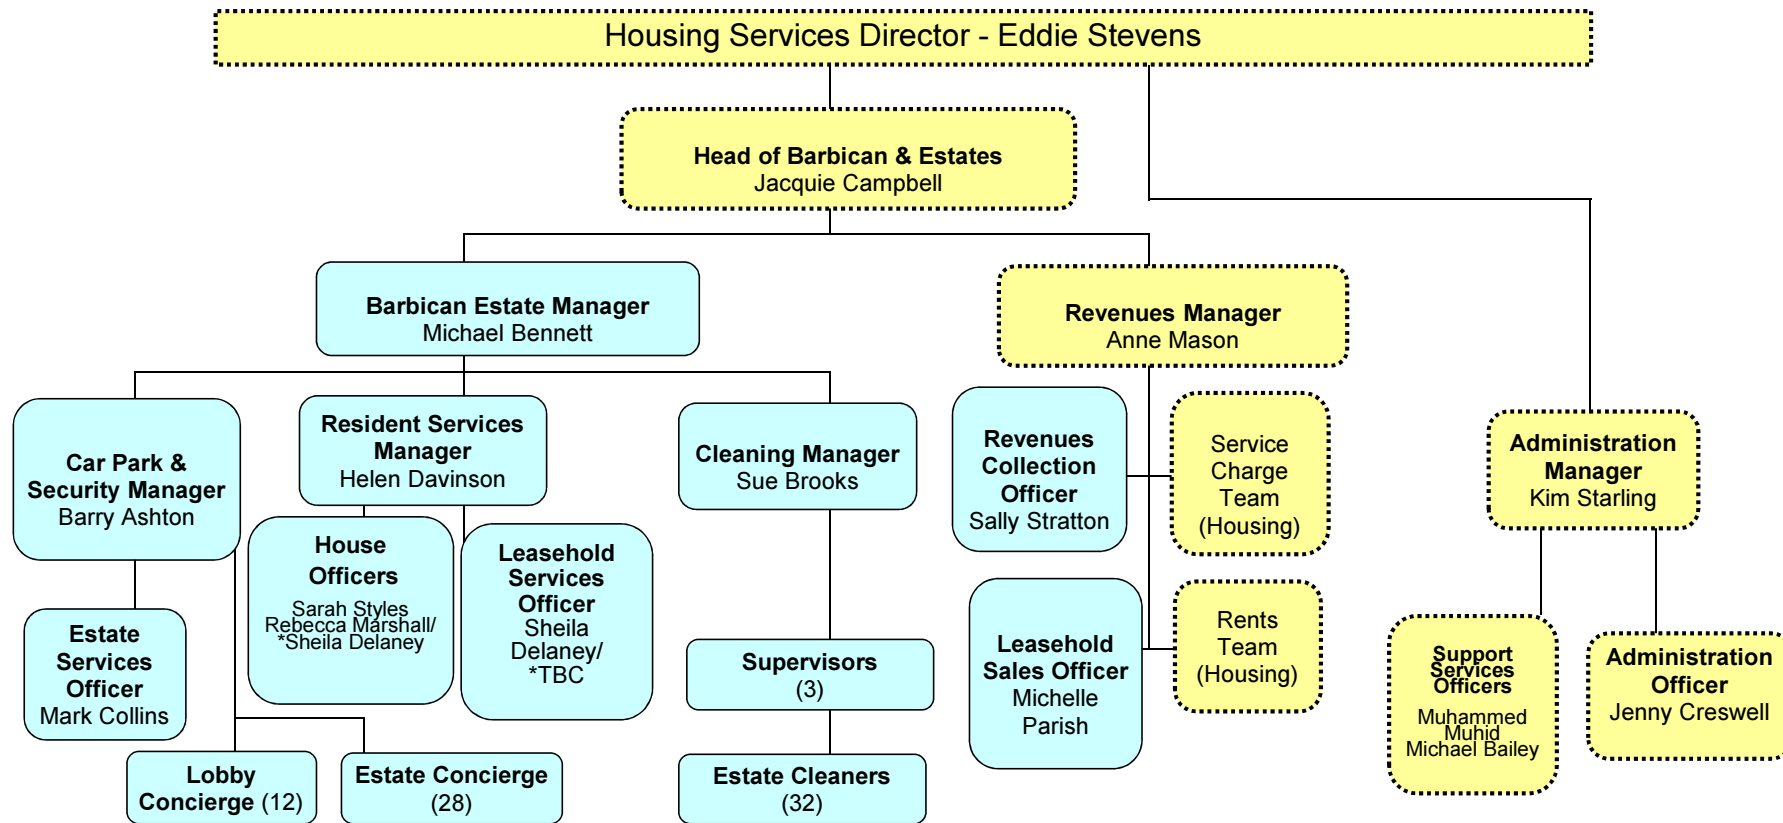 Housing Services Director - Eddie Stevens
Head of Barbican & Estates
Jacquie Campbell
Barbican Estate Manager
Michael Bennett
Revenues Manager
Anne Mason
Car Park &
Security Manager
Barry Ashton
Resident Services
Manager
Helen Davinson
Cleaning Manager
Sue Brooks
Revenues
Collection
Officer
Sally Stratton
Service
Charge
Team
(Housing)
Administration
Manager
Kim Starling
House
Officers
Sarah Styles
Rebecca Marshall/
*Sheila Delaney
Leasehold
Services
Officer
Sheila
Delaney/
*TBC
Estate
Services
Officer
Mark Collins
Supervisors
(3)
Leasehold
Sales Officer
Michelle
Parish
Rents
Team
(Housing)
Support
Services
Officers
Muhammed
Muhid
Michael Bailey
Administration
Officer
Jenny Creswell
Lobby
Concierge (12)
Estate Concierge
(28)
Estate Cleaners
(32)